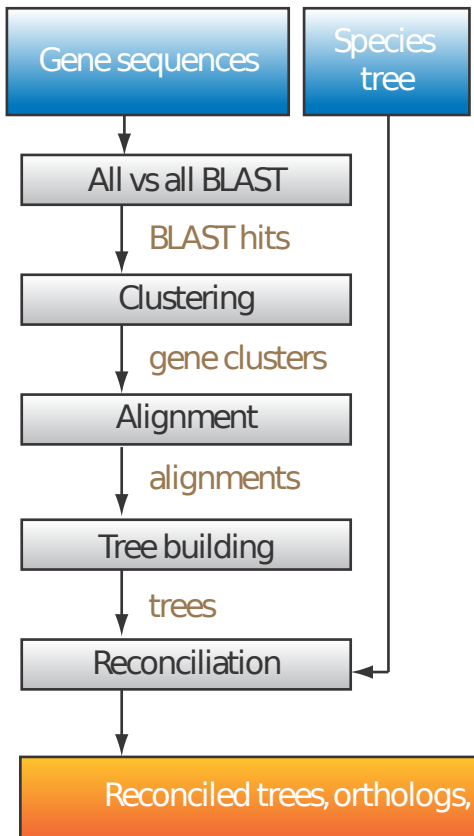 Gene sequences
Species
tree
All vs all BLAST
BLAST hits
Clustering
gene clusters
Alignment
alignments
Tree building
trees
Reconciliation
Reconciled trees, orthologs,